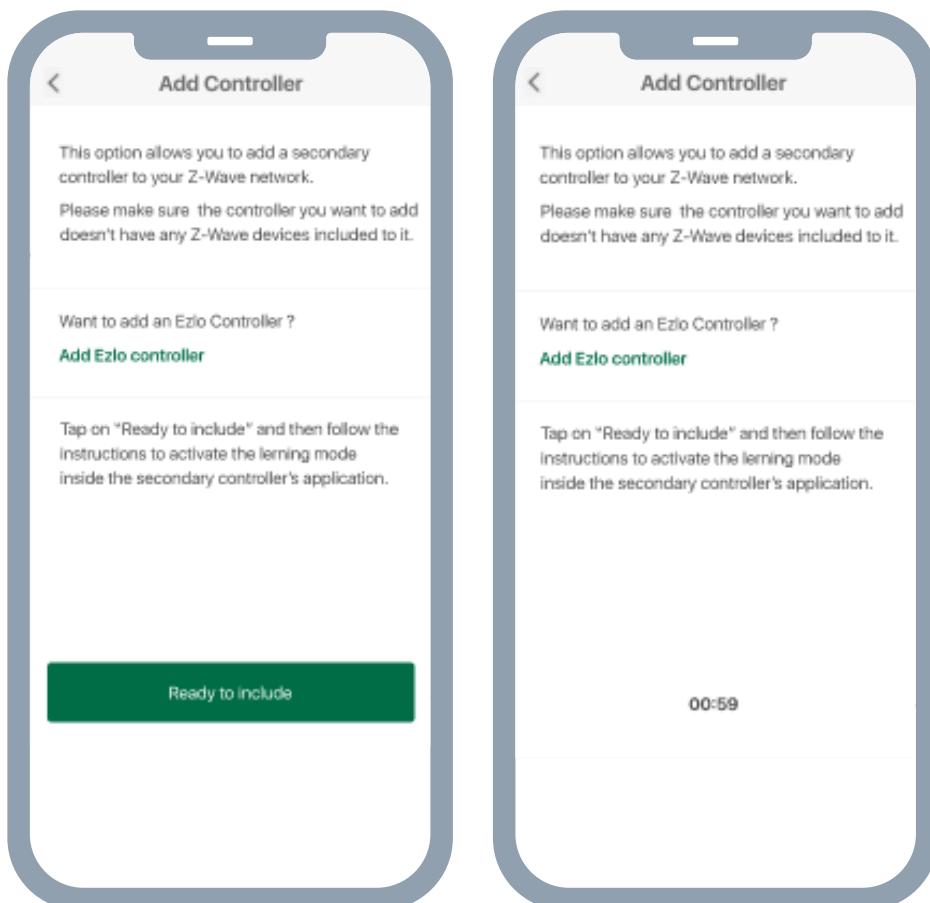 Add Controller
This option allows you to add a secondary
controller to your Z-Wave network.
Please make sure the controller you want to add
doesn't have any Z-Wave devices included to it.
Want to add an Ezlo Controller ?
Add Ezlo controller
Tap on "Ready to include" and then follow the
instructions to activate the lerning mode
inside the secondary controller's application.
Ready to include
Add Controller
This option allows you to add a secondary
controller to your Z-Wave network.
Please make sure the controller you want to add
doesn't have any Z-Wave devices included to it.
Want to add an Ezlo Controller ?
Add Ezlo controller
Tap on "Ready to include" and then follow the
instructions to activate the lerning mode
inside the secondary controller's application.
00:59